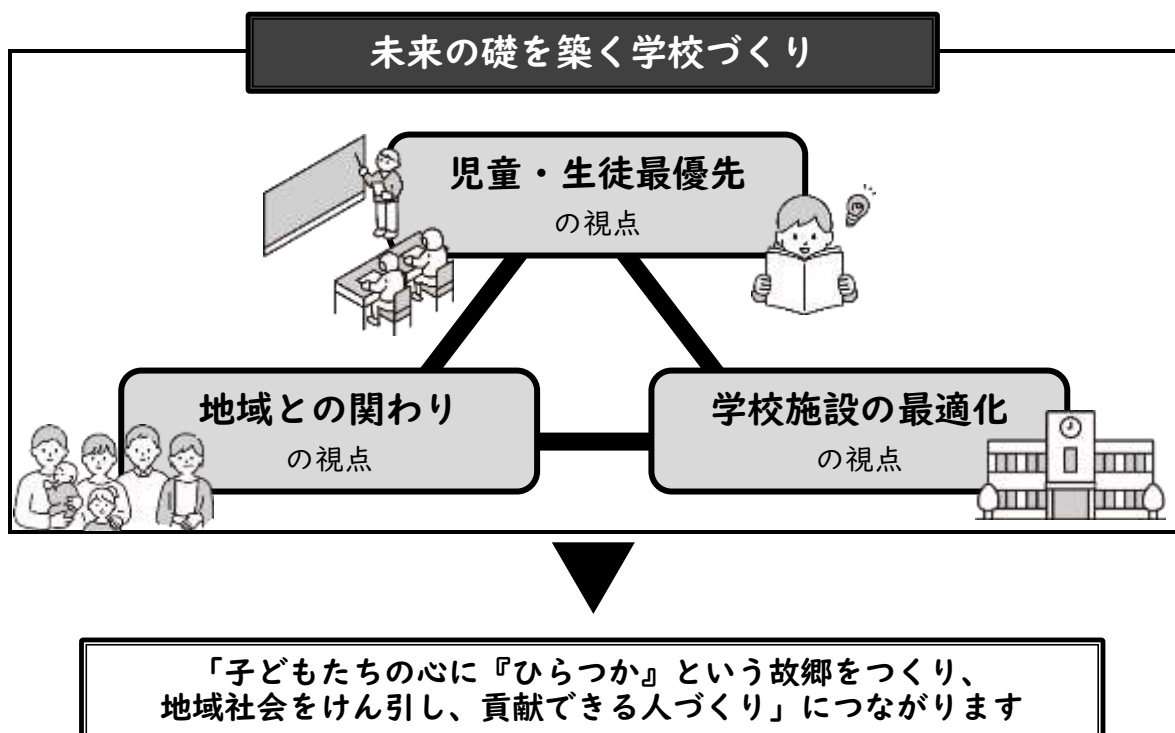 未来の礎を築く学校づくり
児童・生徒最優先
の視点
地域との関わり
の視点
学校施設の最適化
の視点
「子どもたちの心に『ひらつか』という故郷をつくり、
地域社会をけん引し、貢献できる人づくり」につながります